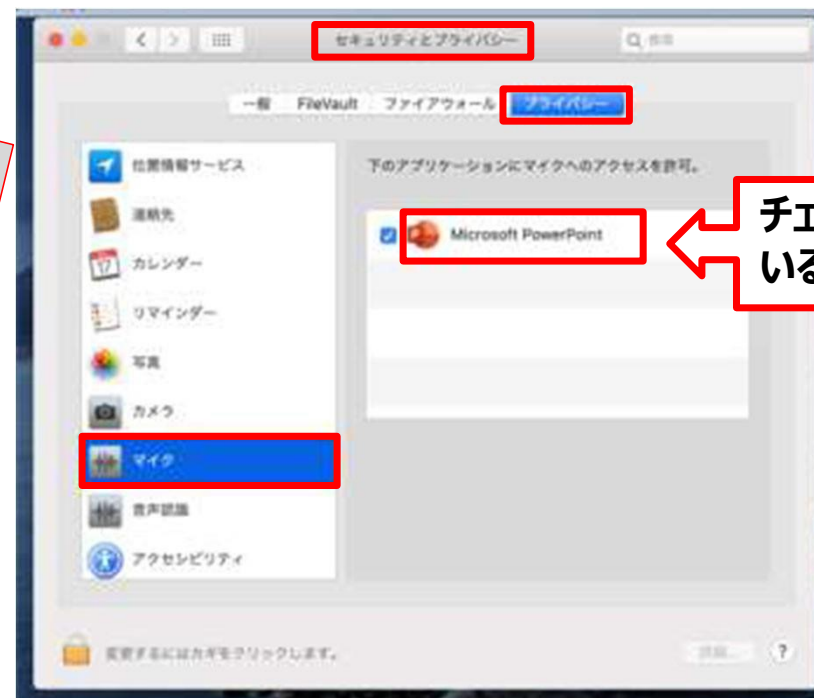 セキュリティとプライバシー
検索
一般 FileVault ファイアウォール プライバシー
位置情報サービス
連絡先
カレンダー
リマインダー
写真
カメラ
マイク
音声認識
アクセシビリティ
下のアプリケーションにマイクへのアクセスを許可。
Microsoft PowerPoint
チェ
いる
変更するにはカギをクリックします。
詳細...
?